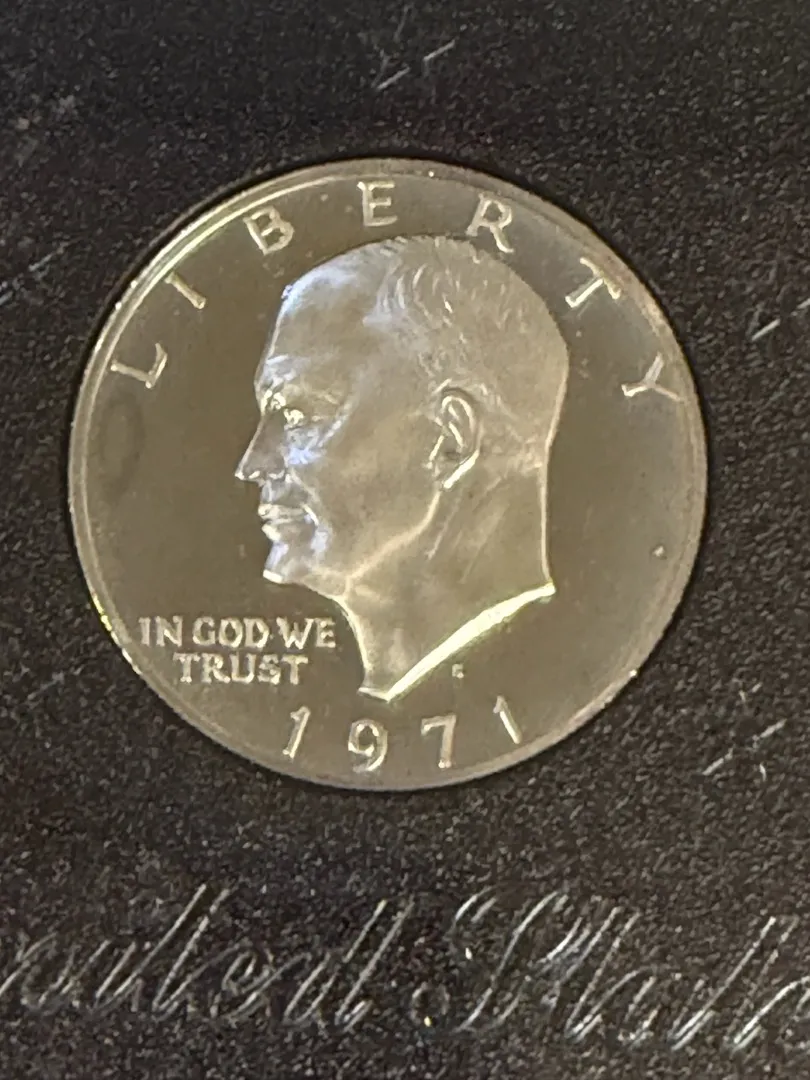 LIBERTY
IN GOD WE
TRUST
1971